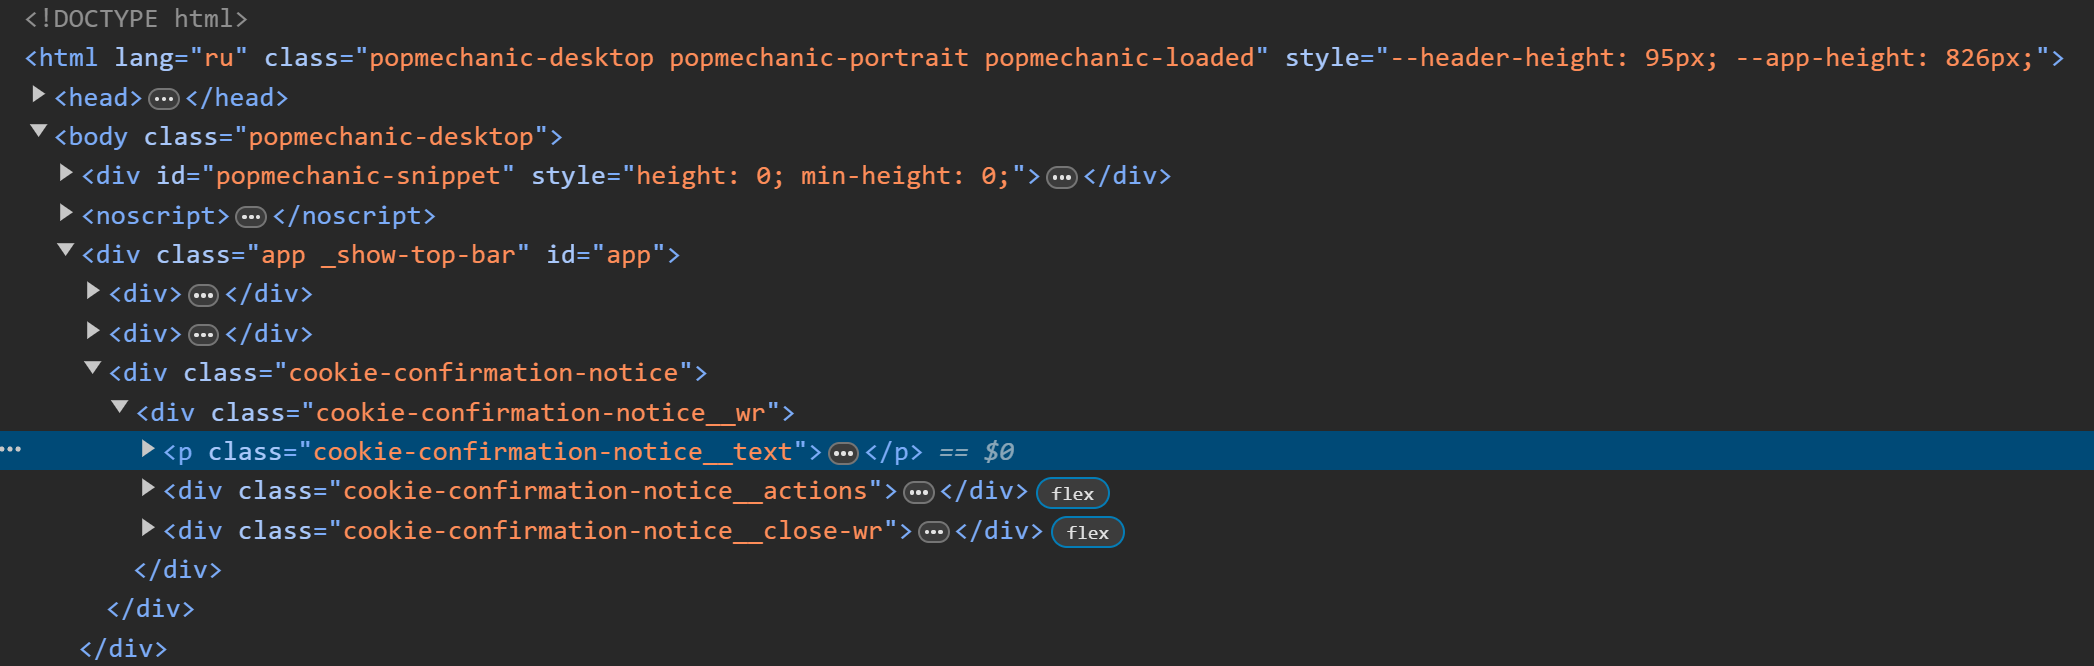 <!DOCTYPE html>
<html lang="ru" class="popmechanic-desktop popmechanic-portrait popmechanic-loaded" style="--header-height: 95px; --app-height: 826px;">
<head>…</head>
<body class="popmechanic-desktop">
<div id="popmechanic-snippet" style="height: 0; min-height: 0;">…</div>
<noscript>…</noscript>
<div class="app _show-top-bar" id="app">
<div>…</div>
<div>…</div>
<div class="cookie-confirmation-notice">
<div class="cookie-confirmation-notice__wr">
<p class="cookie-confirmation-notice__text">…</p> == $0
<div class="cookie-confirmation-notice__actions">…</div> flex
<div class="cookie-confirmation-notice__close-wr">…</div> flex
</div>
</div>
</div>